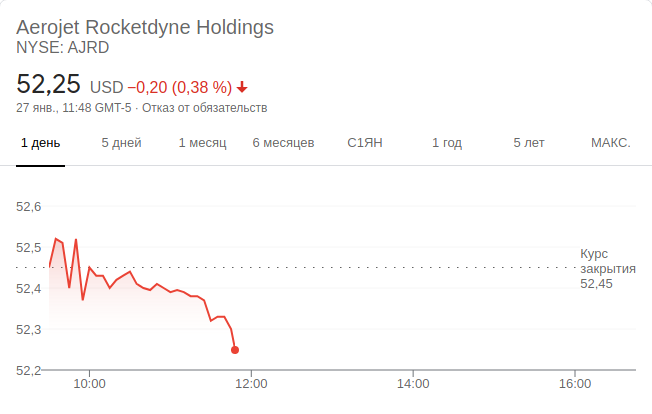 Aerojet Rocketdyne Holdings
NYSE: AJRD
52,25 USD −0,20 (0,38 %)
27 янв., 11:48 GMT-5 · Отказ от обязательств
1 день 5 дней 1 месяц 6 месяцев С1ЯН 1 год 5 лет МАКС.
52,6
52,5
52,4
52,3
52,2
Курс
закрытия
52,45
10:00 12:00 14:00 16:00